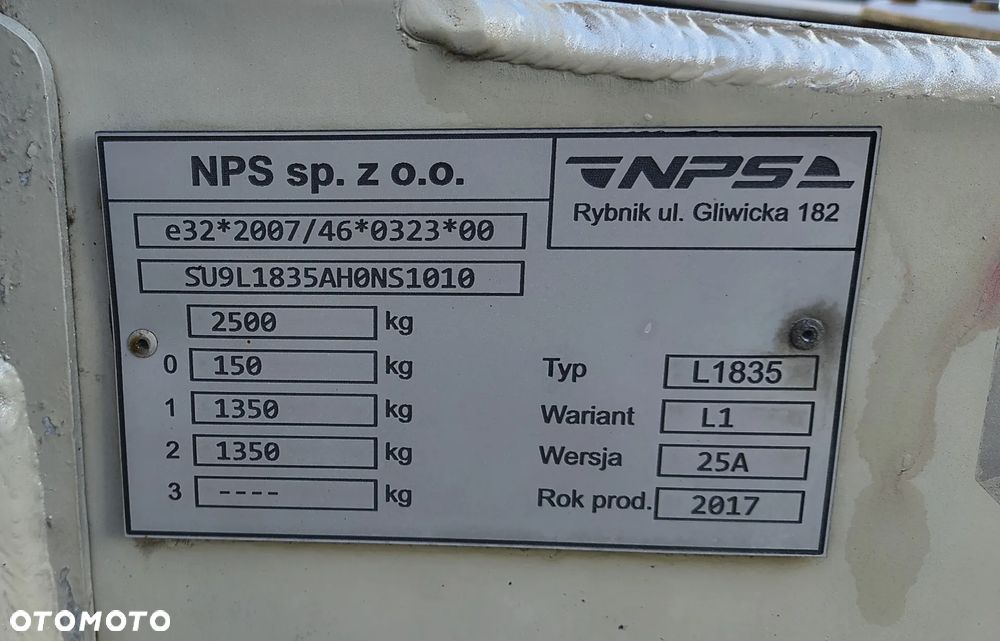 NPS sp. z o.o.
NPS
Rybnik ul. Gliwicka 182
e32*2007/46*0323*00
SU9L1835AH0NS1010
2500 kg
0 150 kg
1 1350 kg
2 1350 kg
3 ---- kg
Typ L1835
Wariant L1
Wersja 25A
Rok prod. 2017
OTOMOTO